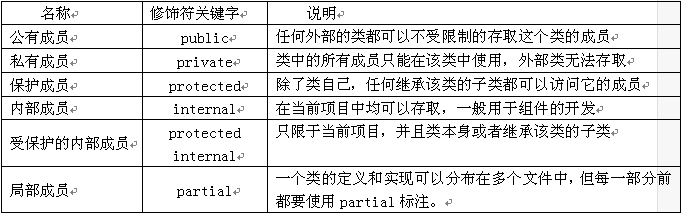 名称 修饰符关键字 说明
公有成员 public 任何外部的类都可以不受限制的存取这个类的成员
私有成员 private 类中的所有成员只能在该类中使用，外部类无法存取
保护成员 protected 除了类自己，任何继承该类的子类都可以访问它的成员
内部成员 internal 在当前项目中均可以存取，一般用于组件的开发
受保护的内部成员 protected internal 只限于当前项目，并且类本身或者继承该类的子类
局部成员 partial 一个类的定义和实现可以分布在多个文件中，但每一部分前
都要使用 partial 标注。